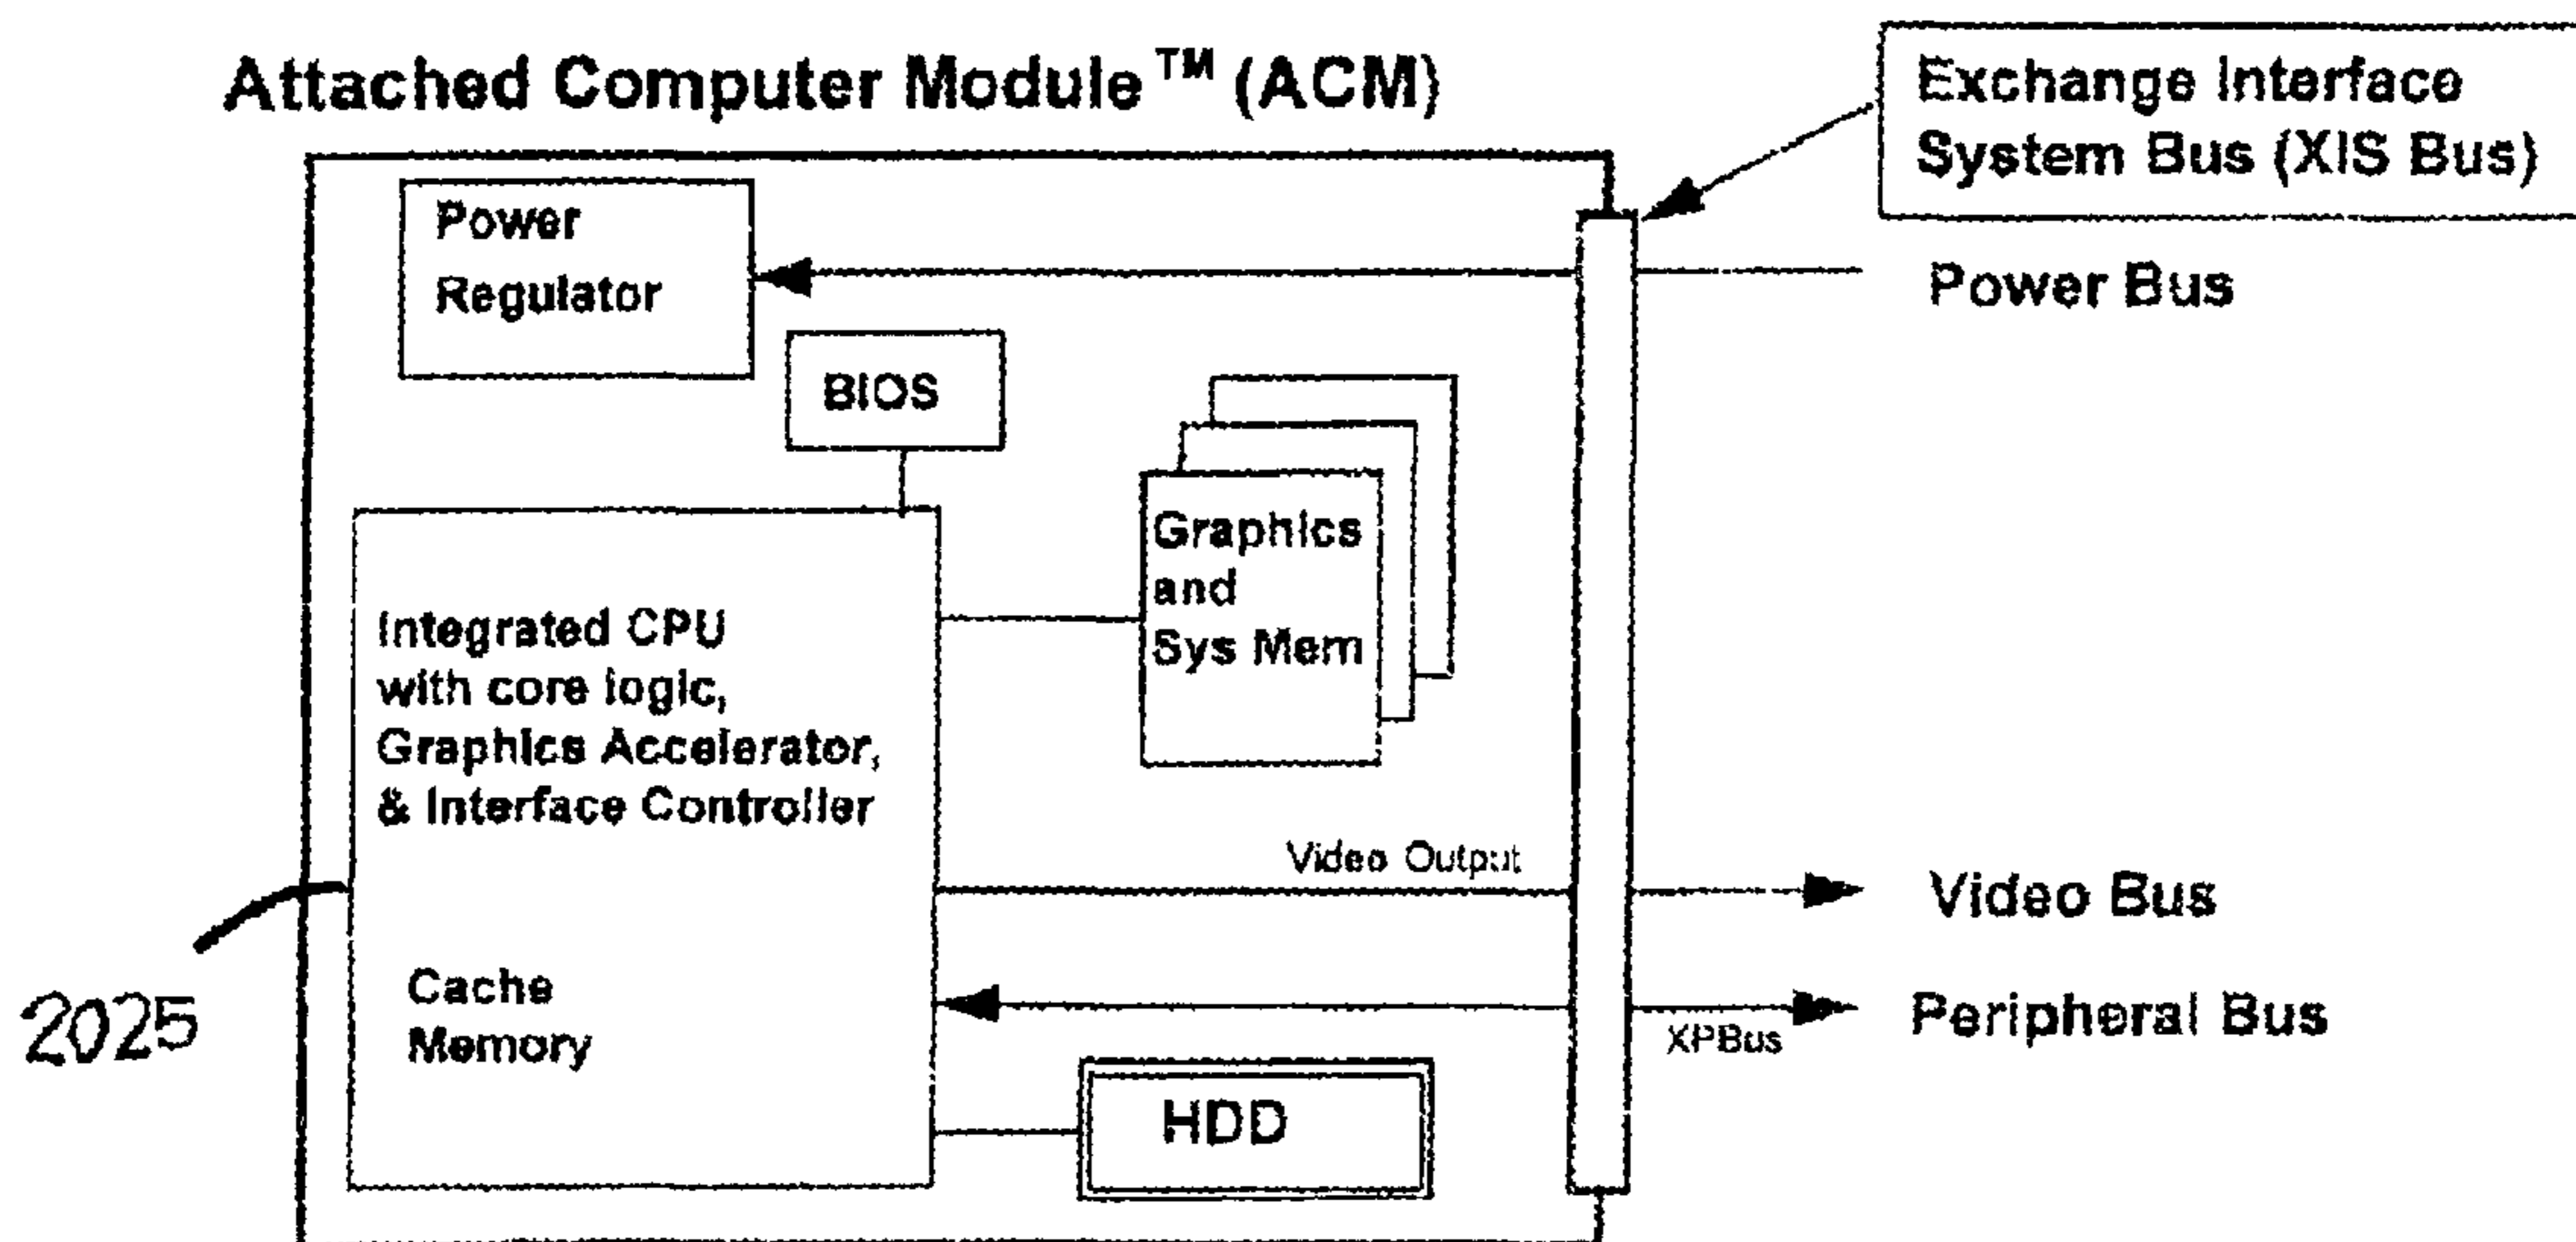 Attached Computer Module™ (ACM)
Exchange Interface
System Bus (XIS Bus)
Power
Regulator
Power Bus
BIOS
Graphics
and
Sys Mem
Integrated CPU
with core logic,
Graphics Accelerator,
& Interface Controller
Video Output
Video Bus
2025
Cache
Memory
Peripheral Bus
XPBus
HDD